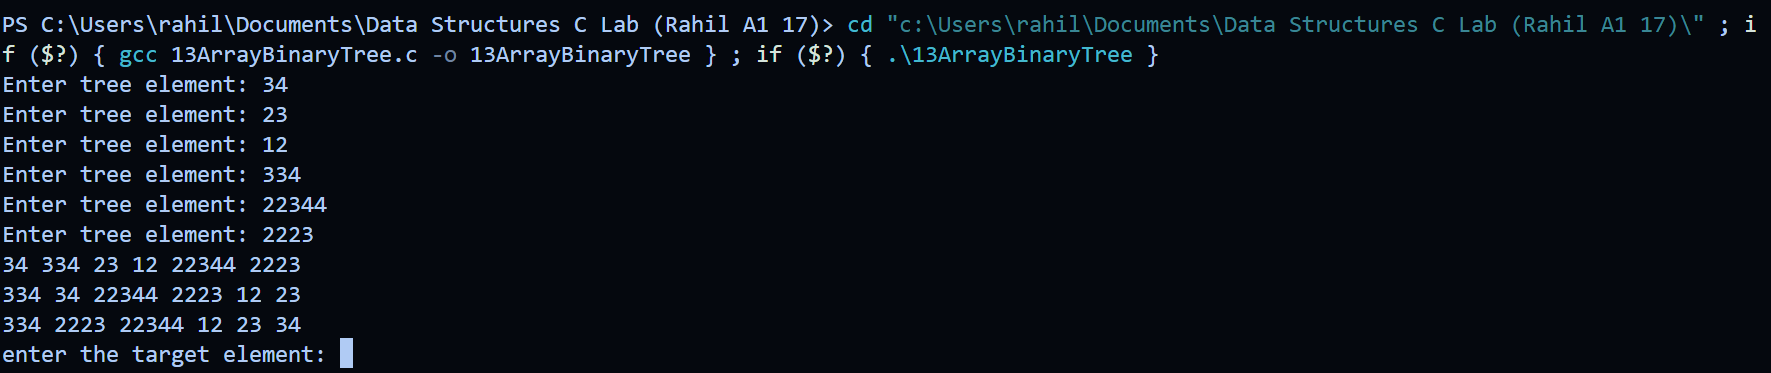 PS C:\Users\rahil\Documents\Data Structures C Lab (Rahil A1 17)> cd "c:\Users\rahil\Documents\Data Structures C Lab (Rahil A1 17)\" ; i
f ($?) { gcc 13ArrayBinaryTree.c -o 13ArrayBinaryTree } ; if ($?) { .\13ArrayBinaryTree }
Enter tree element: 34
Enter tree element: 23
Enter tree element: 12
Enter tree element: 334
Enter tree element: 22344
Enter tree element: 2223
34 334 23 12 22344 2223
334 34 22344 2223 12 23
334 2223 22344 12 23 34
enter the target element: